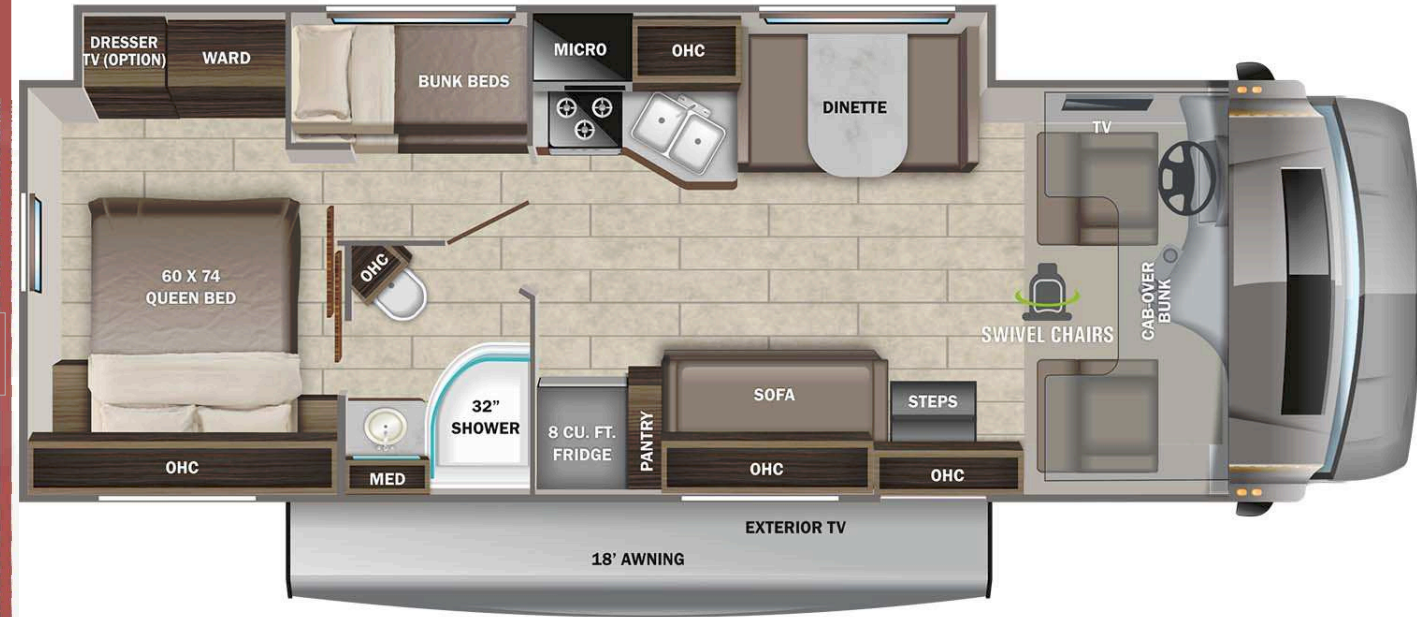 DRESSER
TV (OPTION)
WARD
BUNK BEDS
MICRO
OHC
DINETTE
TV
60 X 74
QUEEN BED
OHC
SWIVEL CHAIRS
CAB-OVER
BUNK
32”
SHOWER
8 CU. FT.
FRIDGE
PANTRY
SOFA
STEPS
OHC
MED
OHC
OHC
EXTERIOR TV
18’ AWNING